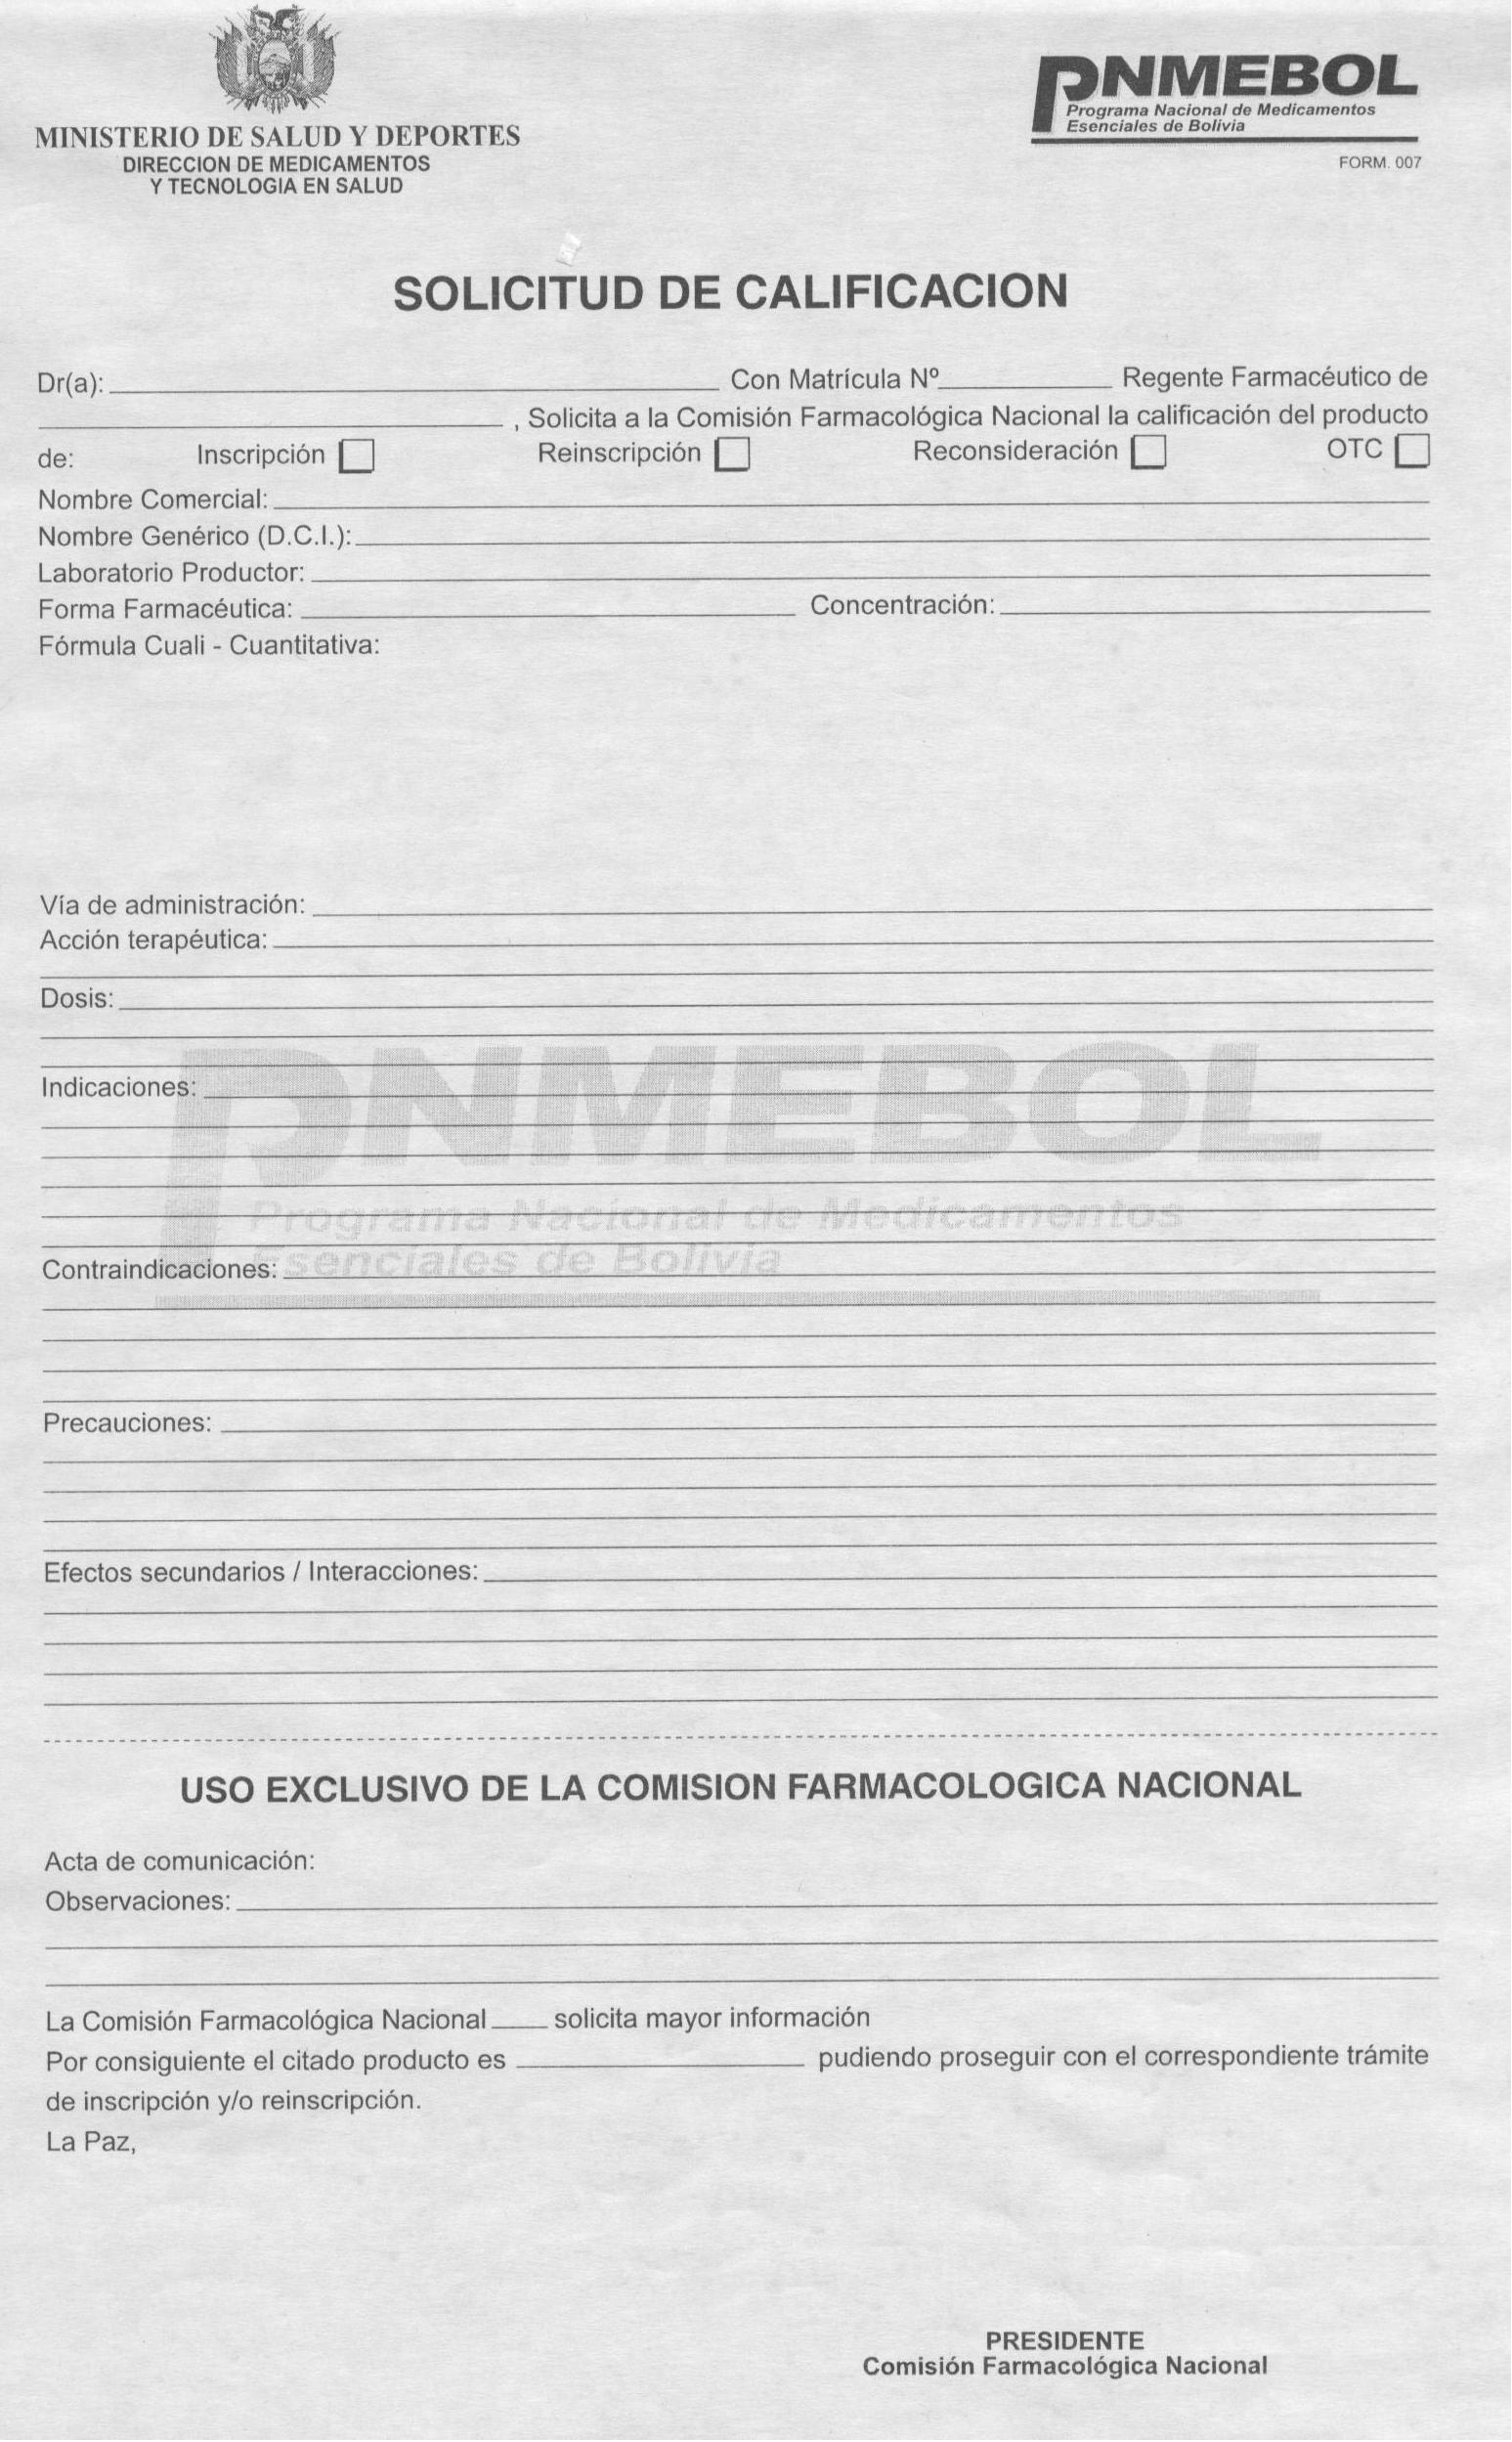 MINISTERIO DE SALUD Y DEPORTES
DIRECCION DE MEDICAMENTOS
Y TECNOLOGIA EN SALUD
PNMEBOL
Programa Nacional de Medicamentos
Esenciales de Bolivia
FORM. 007
SOLICITUD DE CALIFICACION
Dr(a): Con Matrícula Nº Regente Farmacéutico de
, Solicita a la Comisión Farmacológica Nacional la calificación del producto
de: Inscripción Reinscripción Reconsideración OTC
Nombre Comercial:
Nombre Genérico (D.C.I.):
Laboratorio Productor:
Forma Farmacéutica: Concentración:
Fórmula Cuali - Cuantitativa:
Vía de administración:
Acción terapéutica:
Dosis:
PNMEBOL
Indicaciones:
Programa Nacional de Medicamentos
Esenciales de Bolivia
Contraindicaciones:
Precauciones:
Efectos secundarios / Interacciones:
USO EXCLUSIVO DE LA COMISION FARMACOLOGICA NACIONAL
Acta de comunicación:
Observaciones:
La Comisión Farmacológica Nacional solicita mayor información
Por consiguiente el citado producto es pudiendo proseguir con el correspondiente trámite
de inscripción y/o reinscripción.
La Paz,
PRESIDENTE
Comisión Farmacológica Nacional